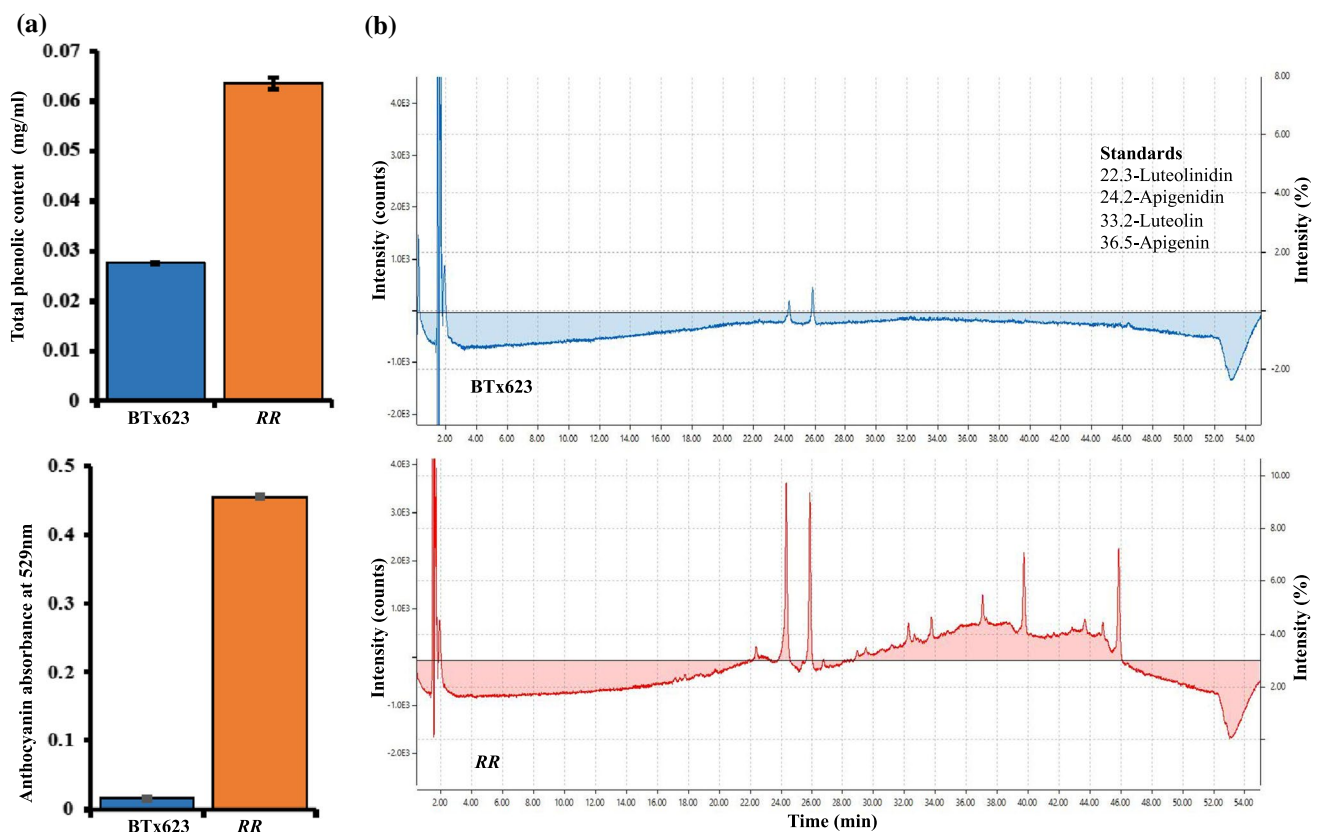 (a)
Total phenolic content (mg/ml)
0.07
0.06
0.05
0.04
0.03
0.02
0.01
0
BTx623 RR
Anthocyanin absorbance at 529nm
0.5
0.4
0.3
0.2
0.1
0
BTx623 RR
(b)
Intensity (counts)
4.0E3
3.0E3
2.0E3
1.0E3
-1.0E3
-2.0E3
Standards
22.3-Luteolinidin
24.2-Apigenidin
33.2-Luteolin
36.5-Apigenin
BTx623
8.00
6.00
4.00
2.00
-2.00
Intensity (%)
2.00 4.00 6.00 8.00 10.00 12.00 14.00 16.00 18.00 20.00 22.00 24.00 26.00 28.00 30.00 32.00 34.00 36.00 38.00 40.00 42.00 44.00 46.00 48.00 50.00 52.00 54.00
Intensity (counts)
4.0E3
3.0E3
2.0E3
1.0E3
-1.0E3
-2.0E3
RR
10.00
8.00
6.00
4.00
2.00
Intensity (%)
2.00 4.00 6.00 8.00 10.00 12.00 14.00 16.00 18.00 20.00 22.00 24.00 26.00 28.00 30.00 32.00 34.00 36.00 38.00 40.00 42.00 44.00 46.00 48.00 50.00 52.00 54.00
Time (min)